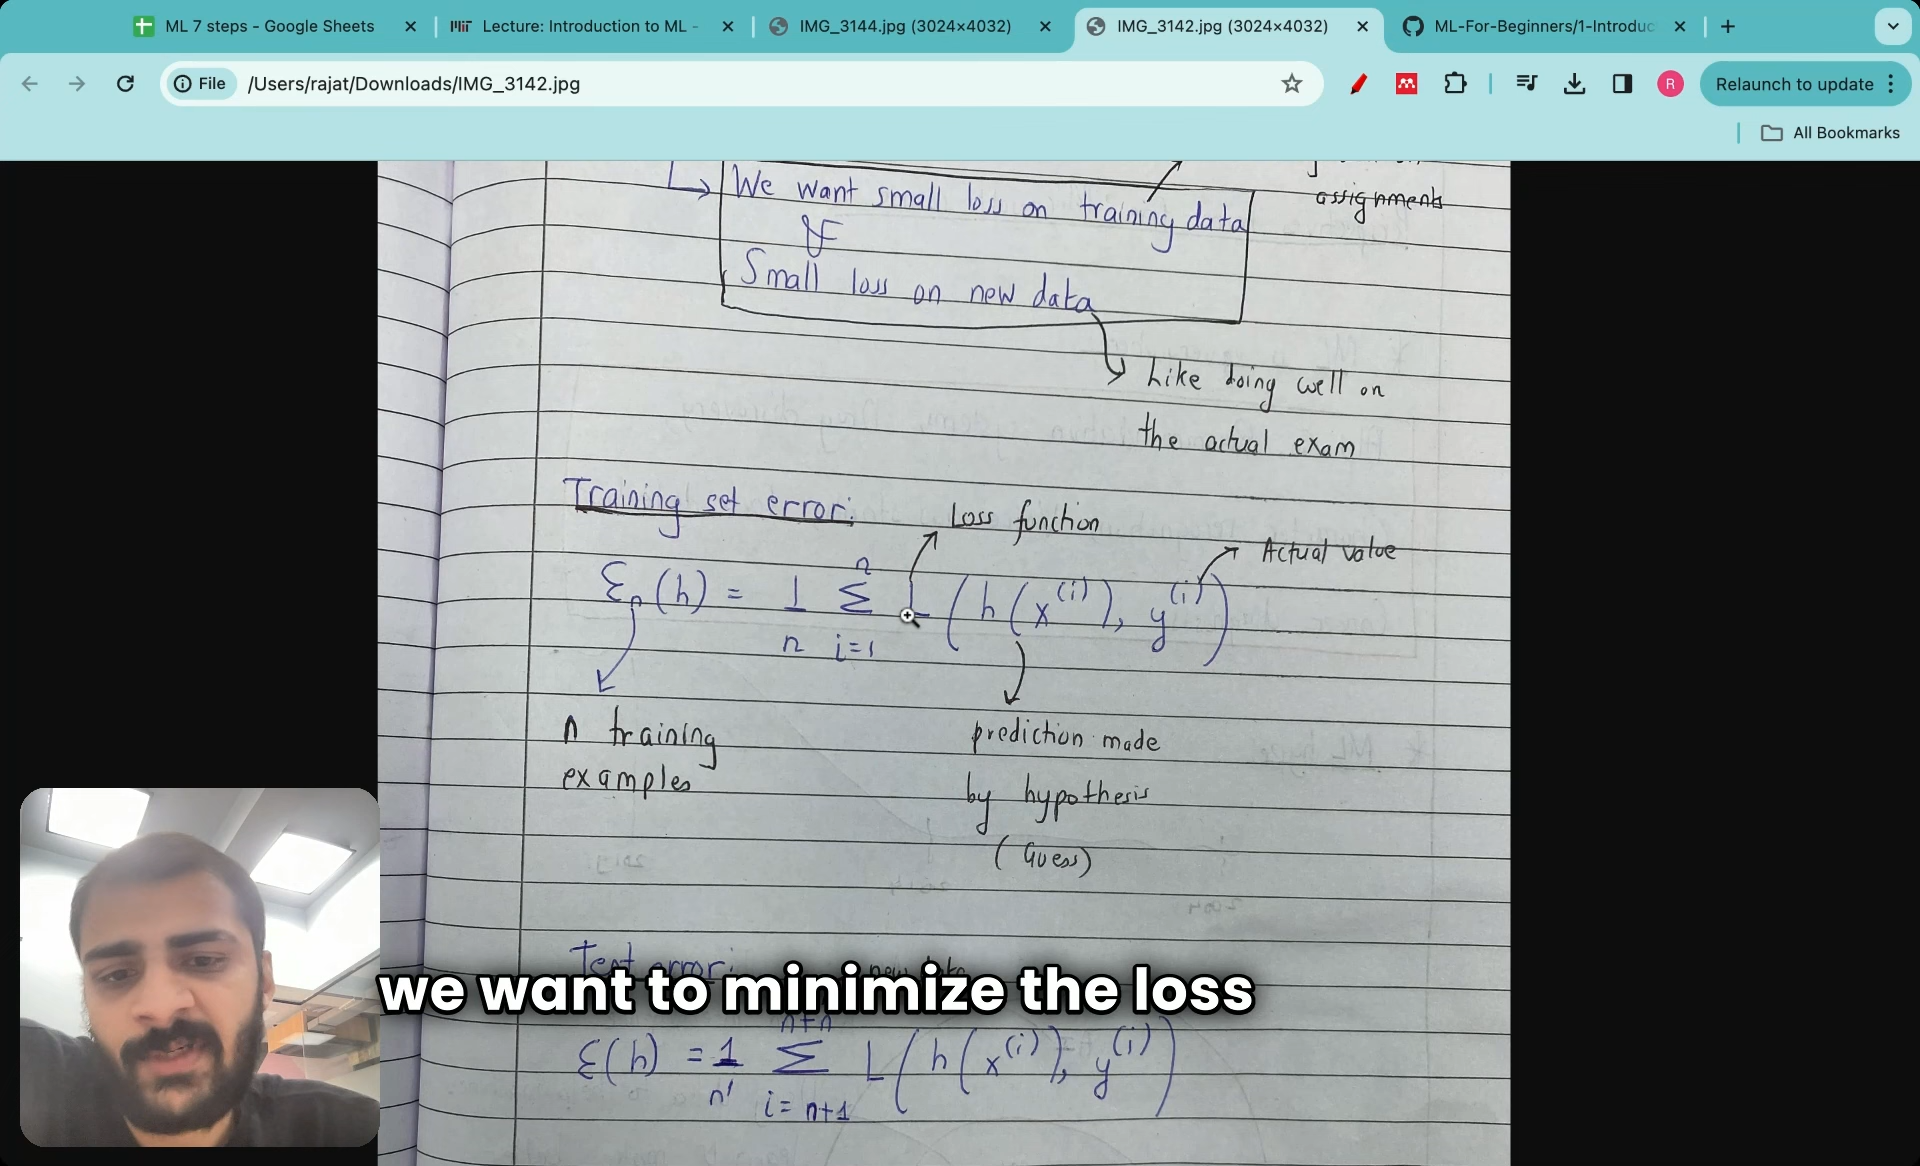 ML 7 steps - Google Sheets
Lecture: Introduction to ML -
IMG_3144.jpg (3024×4032)
IMG_3142.jpg (3024×4032)
ML-For-Beginners/1-Introduc
File
/Users/rajat/Downloads/IMG_3142.jpg
R
Relaunch to update
All Bookmarks
assignments
We want small loss on training data
&
Small loss on new data
Like doing well on
the actual exam
Training set error:
Loss function
Actual value
Ɛn(h) = 1/n Σ i=1 n L(h(x^(i)), y^(i))
n training
examples
prediction made
by hypothesis
(Guess)
Test error:
we want to minimize the loss
Ɛ(h) = 1/n' Σ i=n+1 L(h(x^(i)), y^(i))